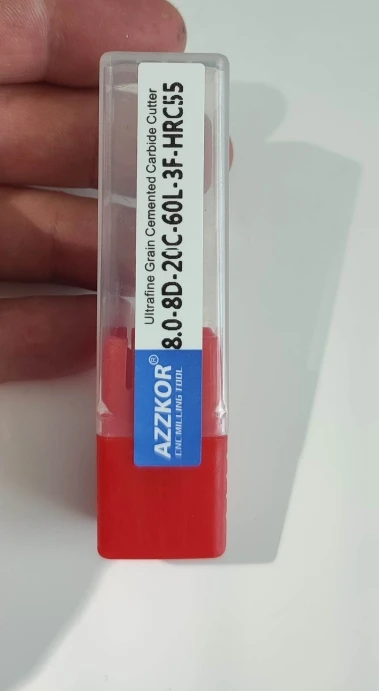 Ultrafine Grain Cemented Carbide Cutter
8.0-8D-20C-60L-3F-HRC55
AZZKOR®
CNC MILLING TOOL